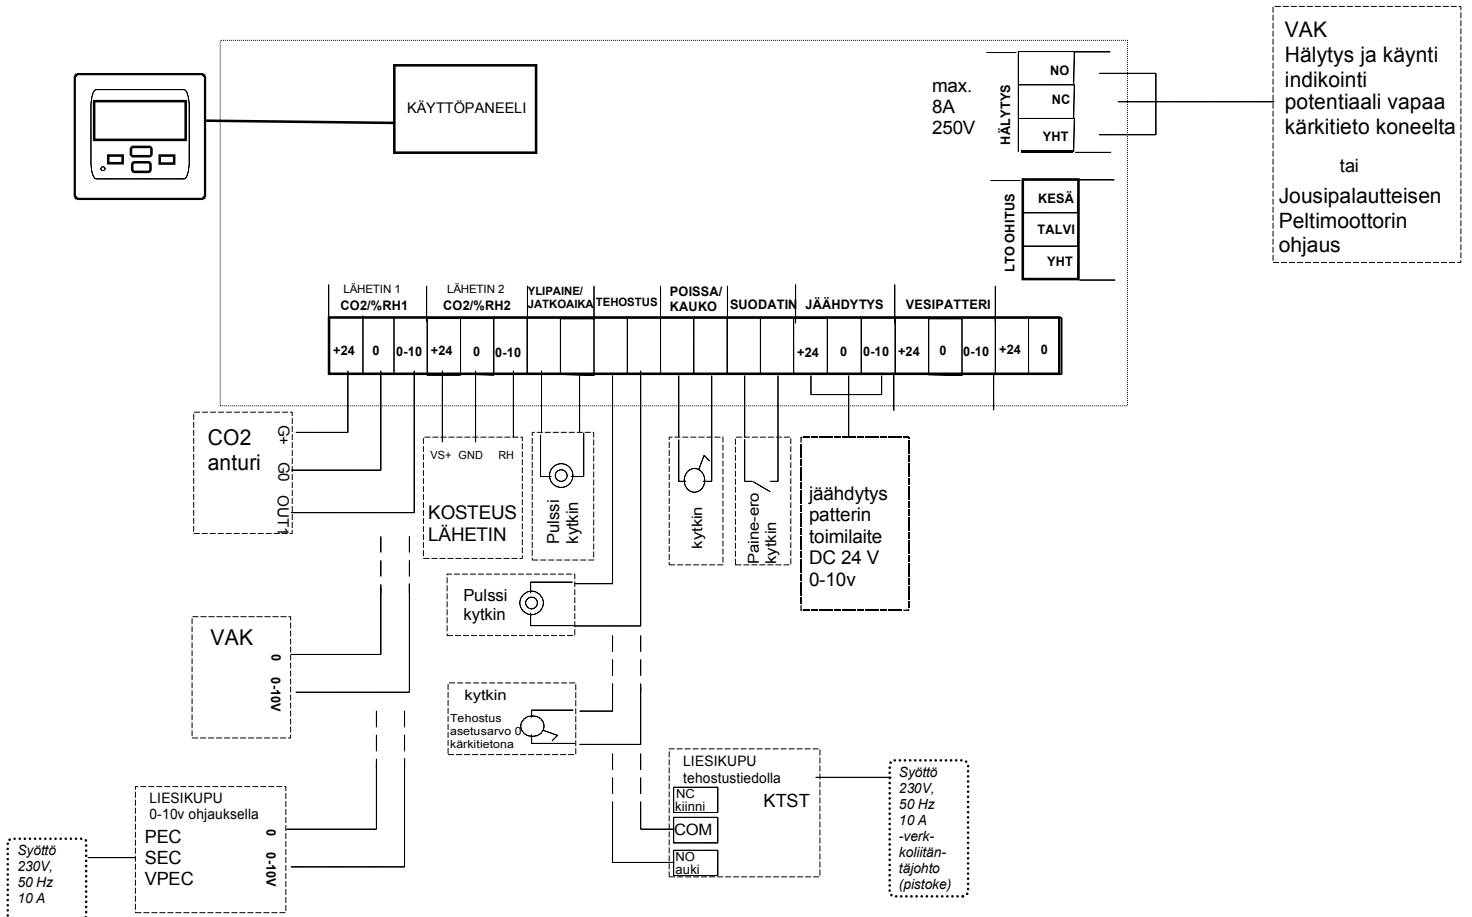 VAK
Hälytys ja käynti
indikointi
potentiaali vapaa
kärkitieto koneelta
tai
Jousipalautteisen
Peltimoottorin
ohjaus
KÄYTTÖPANEELI
max.
8A
250V
HÄLYTYS
NO
NC
YHT
LTO OHITUS
KESÄ
TALVI
YHT
LÄHETIN 1
CO2/%RH1
LÄHETIN 2
CO2/%RH2
YLIPAINE/
JATKOAIKA
TEHOSTUS
POISSA/
KAUKO
SUODATIN
JÄÄHDYTYS
VESIPATTERI
+24 0 0-10 +24 0 0-10 +24 0 0-10 +24 0 0-10 +24 0
CO2
anturi
G+
G0
OUT1
VS+ GND RH
KOSTEUS
LÄHETIN
Pulssi
kytkin
kytkin
Paine-ero
kytkin
jäähdytys
patterin
toimilaite
DC 24 V
0-10v
Pulssi
kytkin
VAK
0
0-10V
kytkin
Tehostus
asetusarvo 0
kärkitietona
LIESIKUPU
tehostustiedolla
KTST
NC
kiinni
COM
NO
auki
Syöttö
230V,
50 Hz
10 A
-verk-
koliitän-
täjohto
(pistoke)
LIESIKUPU
0-10v ohjauksella
PEC
SEC
VPEC
0
0-10V
Syöttö
230V,
50 Hz
10 A